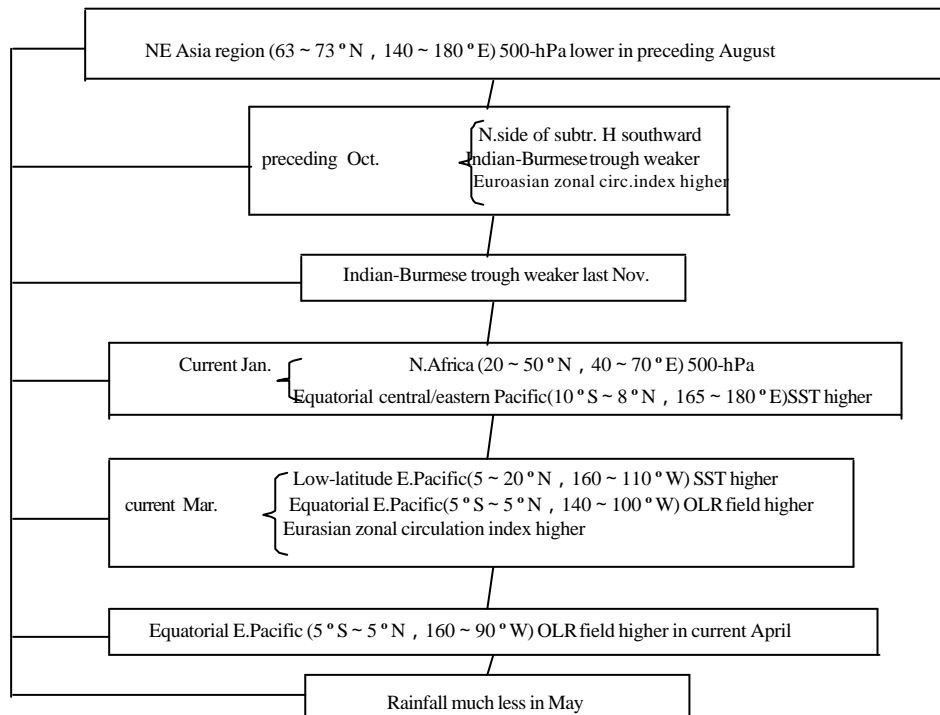 NE Asia region (63 ~ 73 º N , 140 ~ 180 º E) 500-hPa lower in preceding August
N.side of subtr. H southward
preceding Oct.
Indian-Burmese trough weaker
Euroasian zonal circ.index higher
Indian-Burmese trough weaker last Nov.
Current Jan.
N.Africa (20 ~ 50 º N , 40 ~ 70 º E) 500-hPa
Equatorial central/eastern Pacific(10 º S ~ 8 º N , 165 ~ 180 º E)SST higher
Low-latitude E.Pacific(5 ~ 20 º N , 160 ~ 110 º W) SST higher
current Mar.
Equatorial E.Pacific(5 º S ~ 5 º N , 140 ~ 100 º W) OLR field higher
Eurasian zonal circulation index higher
Equatorial E.Pacific (5 º S ~ 5 º N , 160 ~ 90 º W) OLR field higher in current April
Rainfall much less in May